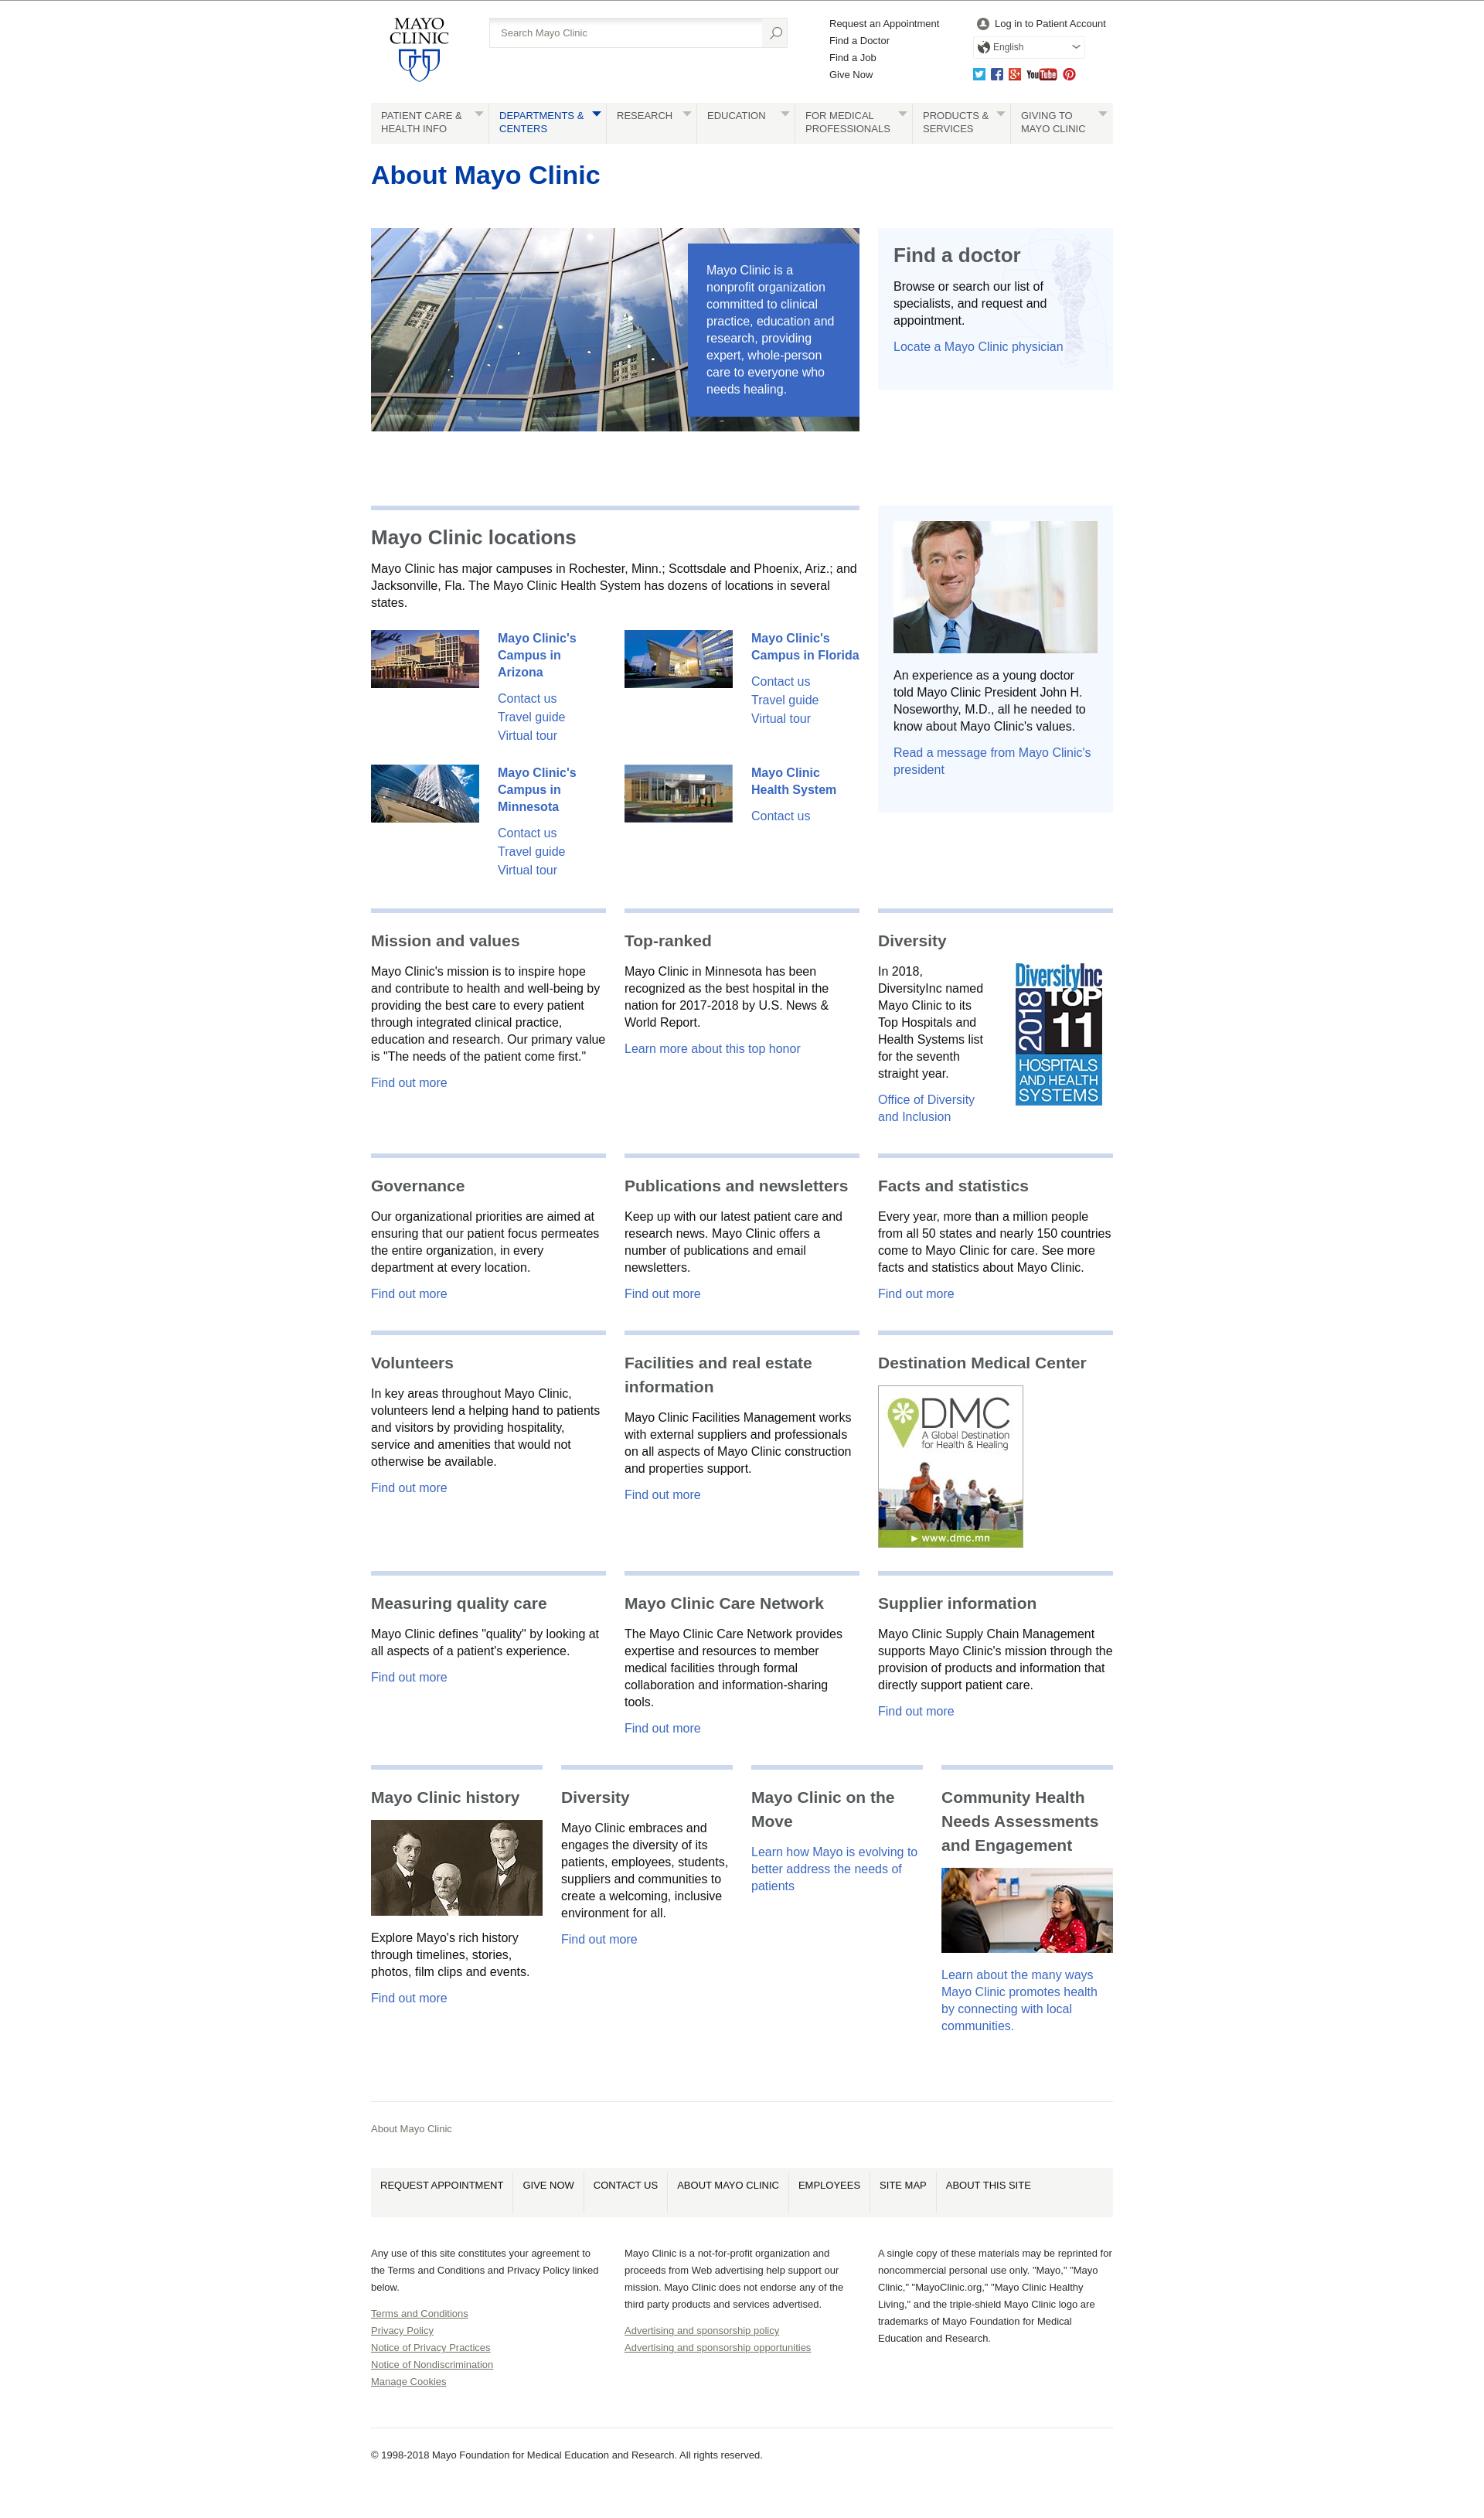 MAYO
CLINIC
Search Mayo Clinic
Request an Appointment
Find a Doctor
Find a Job
Give Now
Log in to Patient Account
English
You Tube
PATIENT CARE &
HEALTH INFO
DEPARTMENTS &
CENTERS
RESEARCH
EDUCATION
FOR MEDICAL
PROFESSIONALS
PRODUCTS &
SERVICES
GIVING TO
MAYO CLINIC
About Mayo Clinic
Mayo Clinic is a
nonprofit organization
committed to clinical
practice, education and
research, providing
expert, whole-person
care to everyone who
needs healing.
Find a doctor
Browse or search our list of
specialists, and request and
appointment.
Locate a Mayo Clinic physician
Mayo Clinic locations
Mayo Clinic has major campuses in Rochester, Minn.; Scottsdale and Phoenix, Ariz.; and
Jacksonville, Fla. The Mayo Clinic Health System has dozens of locations in several
states.
Mayo Clinic's
Campus in
Arizona
Contact us
Travel guide
Virtual tour
Mayo Clinic's
Campus in Florida
Contact us
Travel guide
Virtual tour
Mayo Clinic's
Campus in
Minnesota
Contact us
Travel guide
Virtual tour
Mayo Clinic
Health System
Contact us
An experience as a young doctor
told Mayo Clinic President John H.
Noseworthy, M.D., all he needed to
know about Mayo Clinic's values.
Read a message from Mayo Clinic's
president
Mission and values
Mayo Clinic's mission is to inspire hope
and contribute to health and well-being by
providing the best care to every patient
through integrated clinical practice,
education and research. Our primary value
is "The needs of the patient come first."
Find out more
Top-ranked
Mayo Clinic in Minnesota has been
recognized as the best hospital in the
nation for 2017-2018 by U.S. News &
World Report.
Learn more about this top honor
Diversity
In 2018,
DiversityInc named
Mayo Clinic to its
Top Hospitals and
Health Systems list
for the seventh
straight year.
Office of Diversity
and Inclusion
DiversityInc
2018
TOP
11
HOSPITALS
AND HEALTH
SYSTEMS
Governance
Our organizational priorities are aimed at
ensuring that our patient focus permeates
the entire organization, in every
department at every location.
Find out more
Publications and newsletters
Keep up with our latest patient care and
research news. Mayo Clinic offers a
number of publications and email
newsletters.
Find out more
Facts and statistics
Every year, more than a million people
from all 50 states and nearly 150 countries
come to Mayo Clinic for care. See more
facts and statistics about Mayo Clinic.
Find out more
Volunteers
In key areas throughout Mayo Clinic,
volunteers lend a helping hand to patients
and visitors by providing hospitality,
service and amenities that would not
otherwise be available.
Find out more
Facilities and real estate
information
Mayo Clinic Facilities Management works
with external suppliers and professionals
on all aspects of Mayo Clinic construction
and properties support.
Find out more
Destination Medical Center
DMC
A Global Destination
for Health & Healing
www.dmc.mn
Measuring quality care
Mayo Clinic defines "quality" by looking at
all aspects of a patient's experience.
Find out more
Mayo Clinic Care Network
The Mayo Clinic Care Network provides
expertise and resources to member
medical facilities through formal
collaboration and information-sharing
tools.
Find out more
Supplier information
Mayo Clinic Supply Chain Management
supports Mayo Clinic's mission through the
provision of products and information that
directly support patient care.
Find out more
Mayo Clinic history
Explore Mayo's rich history
through timelines, stories,
photos, film clips and events.
Find out more
Diversity
Mayo Clinic embraces and
engages the diversity of its
patients, employees, students,
suppliers and communities to
create a welcoming, inclusive
environment for all.
Find out more
Mayo Clinic on the
Move
Learn how Mayo is evolving to
better address the needs of
patients
Community Health
Needs Assessments
and Engagement
Learn about the many ways
Mayo Clinic promotes health
by connecting with local
communities.
About Mayo Clinic
REQUEST APPOINTMENT
GIVE NOW
CONTACT US
ABOUT MAYO CLINIC
EMPLOYEES
SITE MAP
ABOUT THIS SITE
Any use of this site constitutes your agreement to
the Terms and Conditions and Privacy Policy linked
below.
Terms and Conditions
Privacy Policy
Notice of Privacy Practices
Notice of Nondiscrimination
Manage Cookies
Mayo Clinic is a not-for-profit organization and
proceeds from Web advertising help support our
mission. Mayo Clinic does not endorse any of the
third party products and services advertised.
Advertising and sponsorship policy
Advertising and sponsorship opportunities
A single copy of these materials may be reprinted for
noncommercial personal use only. "Mayo," "Mayo
Clinic," "MayoClinic.org," "Mayo Clinic Healthy
Living," and the triple-shield Mayo Clinic logo are
trademarks of Mayo Foundation for Medical
Education and Research.
© 1998-2018 Mayo Foundation for Medical Education and Research. All rights reserved.